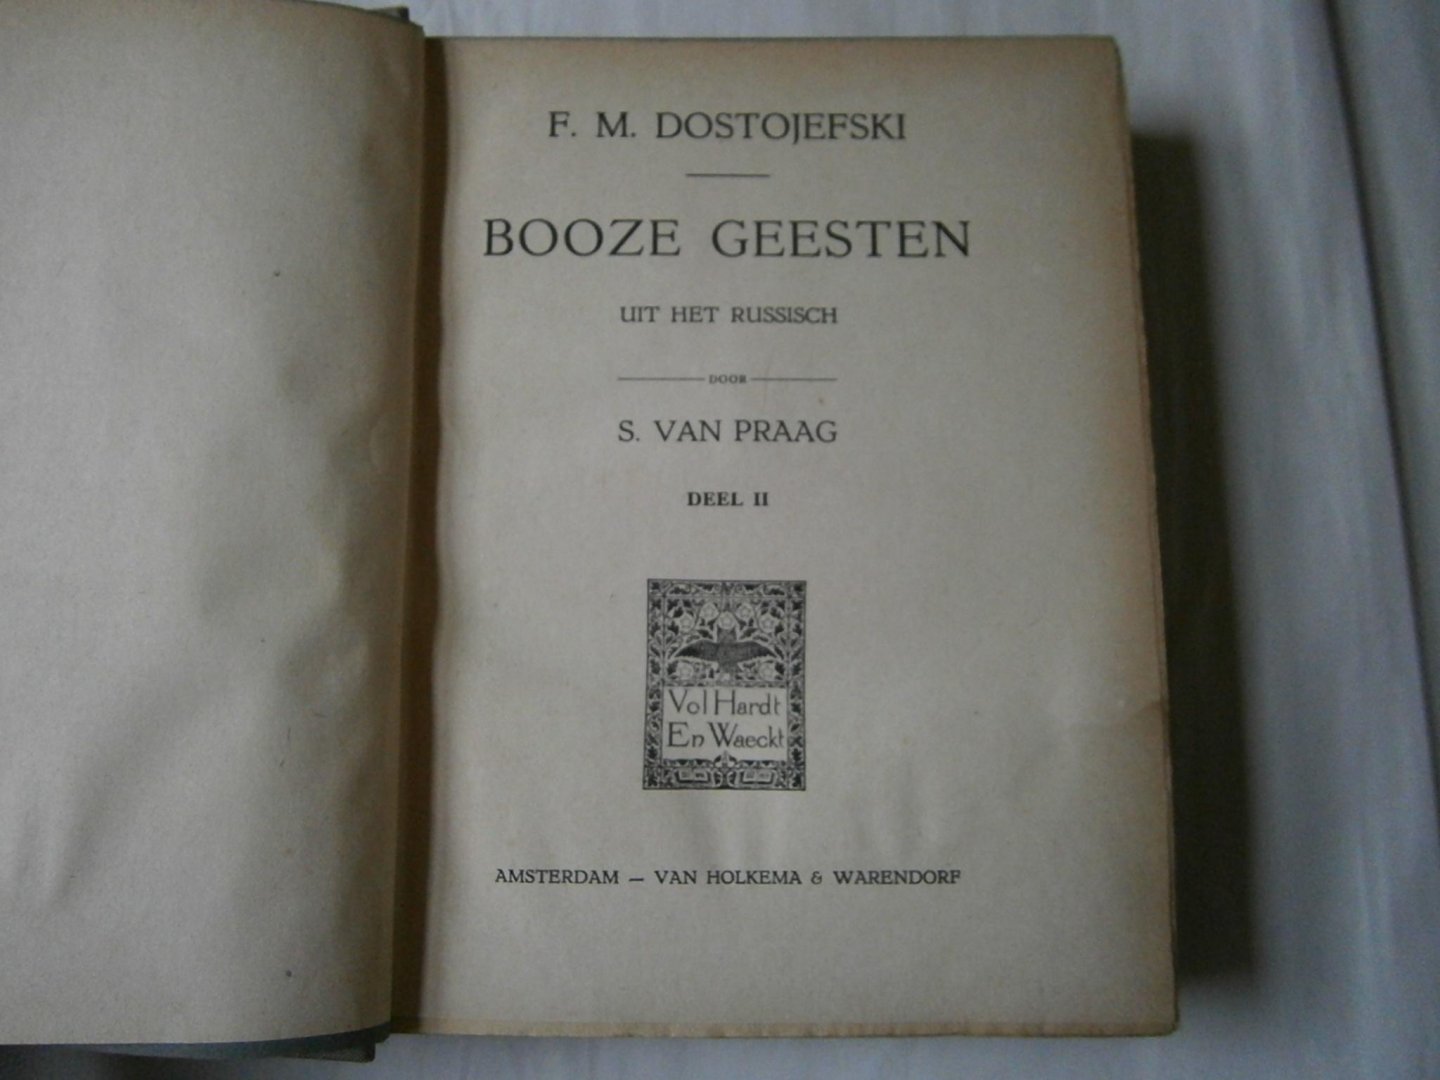 F. M. DOSTOJEFSKI
BOOZE GEESTEN
UIT HET RUSSISCH
DOOR
S. VAN PRAAG
DEEL II
Vol Hardt
En Waeckt
AMSTERDAM — VAN HOLKEMA & WARENDORF